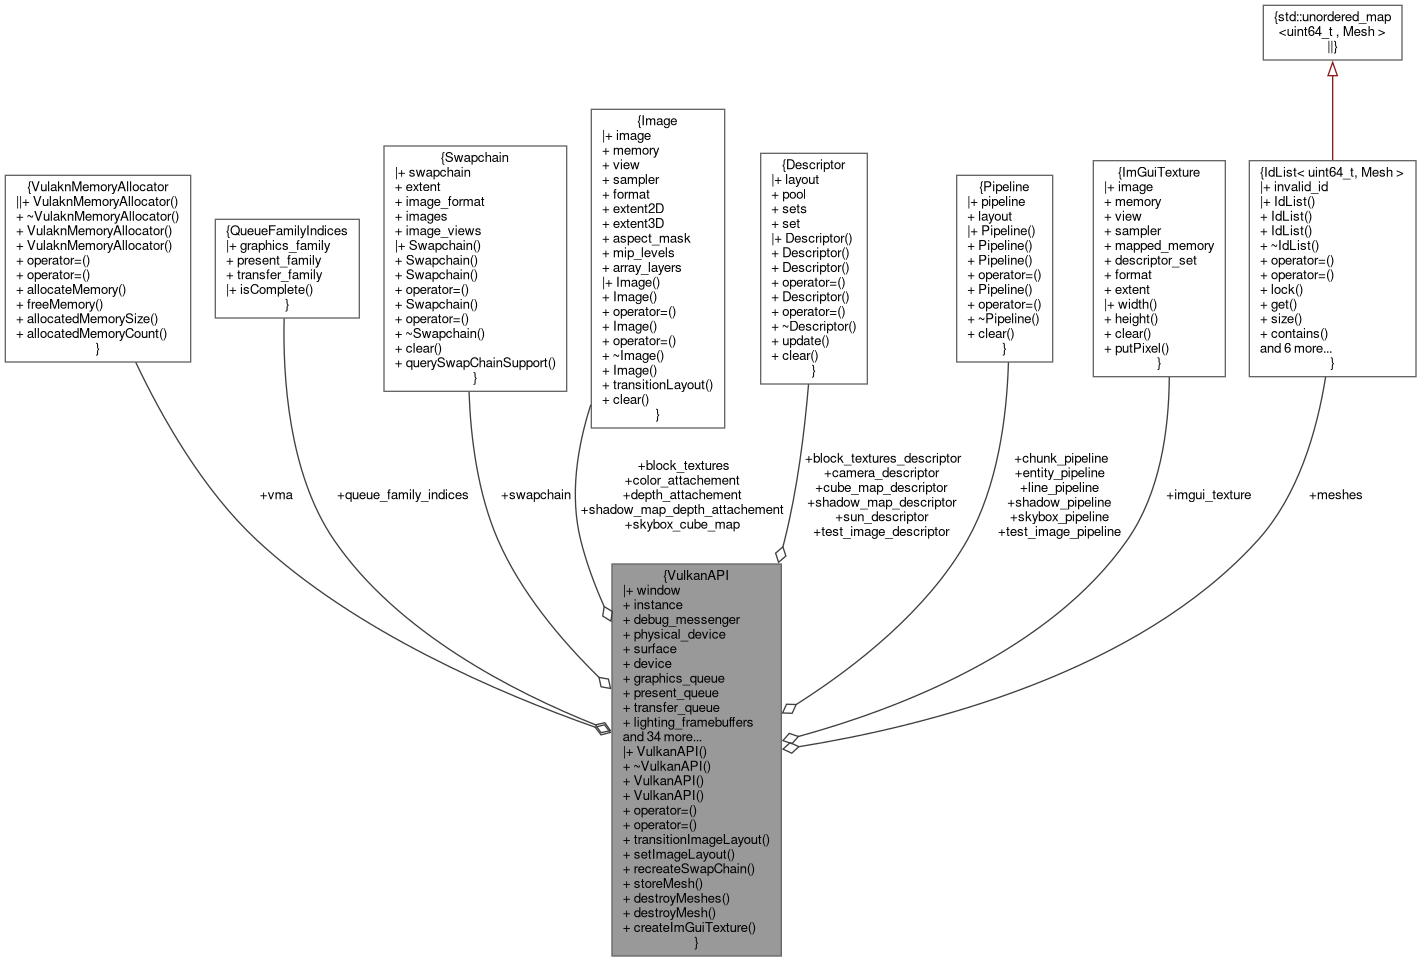 {std::unordered_map
<uint64_t , Mesh >
||}
{VulaknMemoryAllocator
||+ VulaknMemoryAllocator()
+ ~VulaknMemoryAllocator()
+ VulaknMemoryAllocator()
+ VulaknMemoryAllocator()
+ operator=()
+ operator=()
+ allocateMemory()
+ freeMemory()
+ allocatedMemorySize()
+ allocatedMemoryCount()
}
{QueueFamilyIndices
|+ graphics_family
+ present_family
+ transfer_family
|+ isComplete()
}
{Swapchain
|+ swapchain
+ extent
+ image_format
+ images
+ image_views
|+ Swapchain()
+ Swapchain()
+ Swapchain()
+ operator=()
+ Swapchain()
+ operator=()
+ ~Swapchain()
+ clear()
+ querySwapChainSupport()
}
{Image
|+ image
+ memory
+ view
+ sampler
+ format
+ extent2D
+ extent3D
+ aspect_mask
+ mip_levels
+ array_layers
|+ Image()
+ Image()
+ operator=()
+ Image()
+ operator=()
+ ~Image()
+ Image()
+ transitionLayout()
+ clear()
}
{Descriptor
|+ layout
+ pool
+ sets
+ set
|+ Descriptor()
+ Descriptor()
+ Descriptor()
+ operator=()
+ Descriptor()
+ operator=()
+ ~Descriptor()
+ update()
+ clear()
}
{Pipeline
|+ pipeline
+ layout
|+ Pipeline()
+ Pipeline()
+ Pipeline()
+ operator=()
+ Pipeline()
+ operator=()
+ ~Pipeline()
+ clear()
}
{ImGuiTexture
|+ image
+ memory
+ view
+ sampler
+ mapped_memory
+ descriptor_set
+ format
+ extent
|+ width()
+ height()
+ clear()
+ putPixel()
}
{IdList< uint64_t, Mesh >
|+ invalid_id
|+ IdList()
+ IdList()
+ IdList()
+ ~IdList()
+ operator=()
+ operator=()
+ lock()
+ get()
+ size()
+ contains()
and 6 more...
}
+vma
+queue_family_indices
+swapchain
+block_textures
+color_attachement
+depth_attachement
+shadow_map_depth_attachement
+skybox_cube_map
+block_textures_descriptor
+camera_descriptor
+cube_map_descriptor
+shadow_map_descriptor
+sun_descriptor
+test_image_descriptor
+chunk_pipeline
+entity_pipeline
+line_pipeline
+shadow_pipeline
+skybox_pipeline
+test_image_pipeline
+imgui_texture
+meshes
{VulkanAPI
|+ window
+ instance
+ debug_messenger
+ physical_device
+ surface
+ device
+ graphics_queue
+ present_queue
+ transfer_queue
+ lighting_framebuffers
and 34 more...
|+ VulkanAPI()
+ ~VulkanAPI()
+ VulkanAPI()
+ VulkanAPI()
+ operator=()
+ operator=()
+ transitionImageLayout()
+ setImageLayout()
+ recreateSwapChain()
+ storeMesh()
+ destroyMeshes()
+ destroyMesh()
+ createImGuiTexture()
}